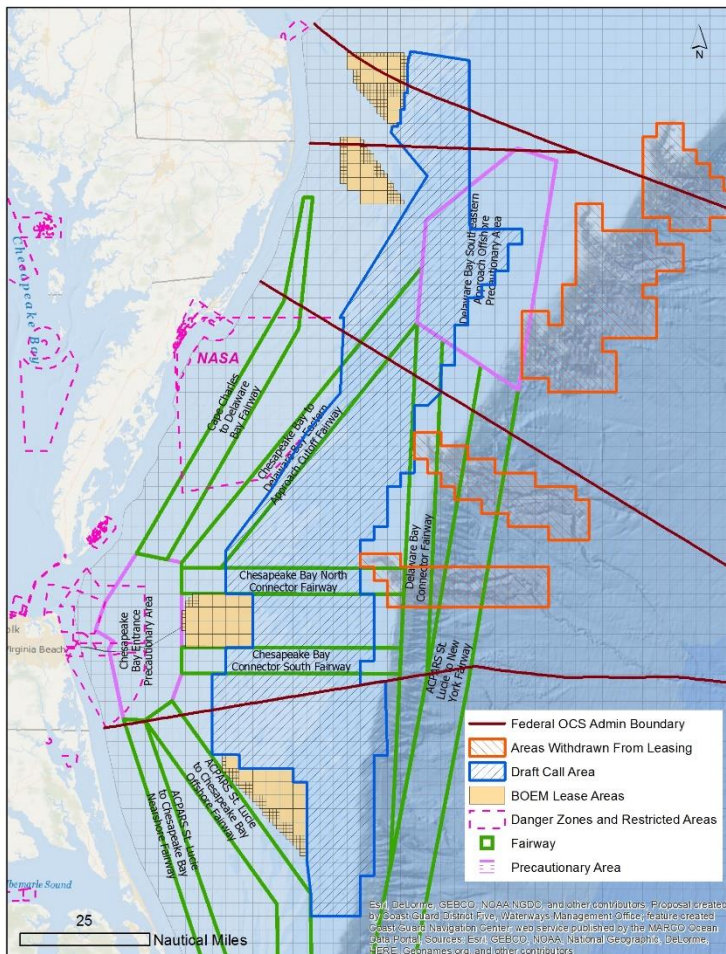 N
Chesapeake Bay
NASA
Cape Charles
to Delaware
Bay Fairway
Chesapeake Bay to
Delaware Bay Eastern
Approach Cutoff Fairway
Delaware Bay Southeastern
Approach Offshore
Precautionary Area
Chesapeake Bay North
Connector Fairway
Delaware Bay
Connector Fairway
Chesapeake
Bay Entrance
Precautionary Area
Chesapeake Bay
Connector South Fairway
ACPARS St.
Lucie to New
York Fairway
Virginia Beach
ACPARS St. Lucie
to Chesapeake Bay
Offshore Fairway
ACPARS St. Lucie
to Chesapeake Bay
Nearshore Fairway
Federal OCS Admin Boundary
Areas Withdrawn From Leasing
Draft Call Area
BOEM Lease Areas
Danger Zones and Restricted Areas
Fairway
Precautionary Area
Sound
25
Nautical Miles
Esri, DeLorme, GEBCO, NOAA NGDC, and other contributors, Proposal created
by Coast Guard District Five, Waterways Management Office; feature created
Coast Guard Navigation Center; web service published by the MARCO Ocean
Data Portal, Sources: Esri, GEBCO, NOAA, National Geographic, DeLorme,
HERE, Geonames.org, and other contributors